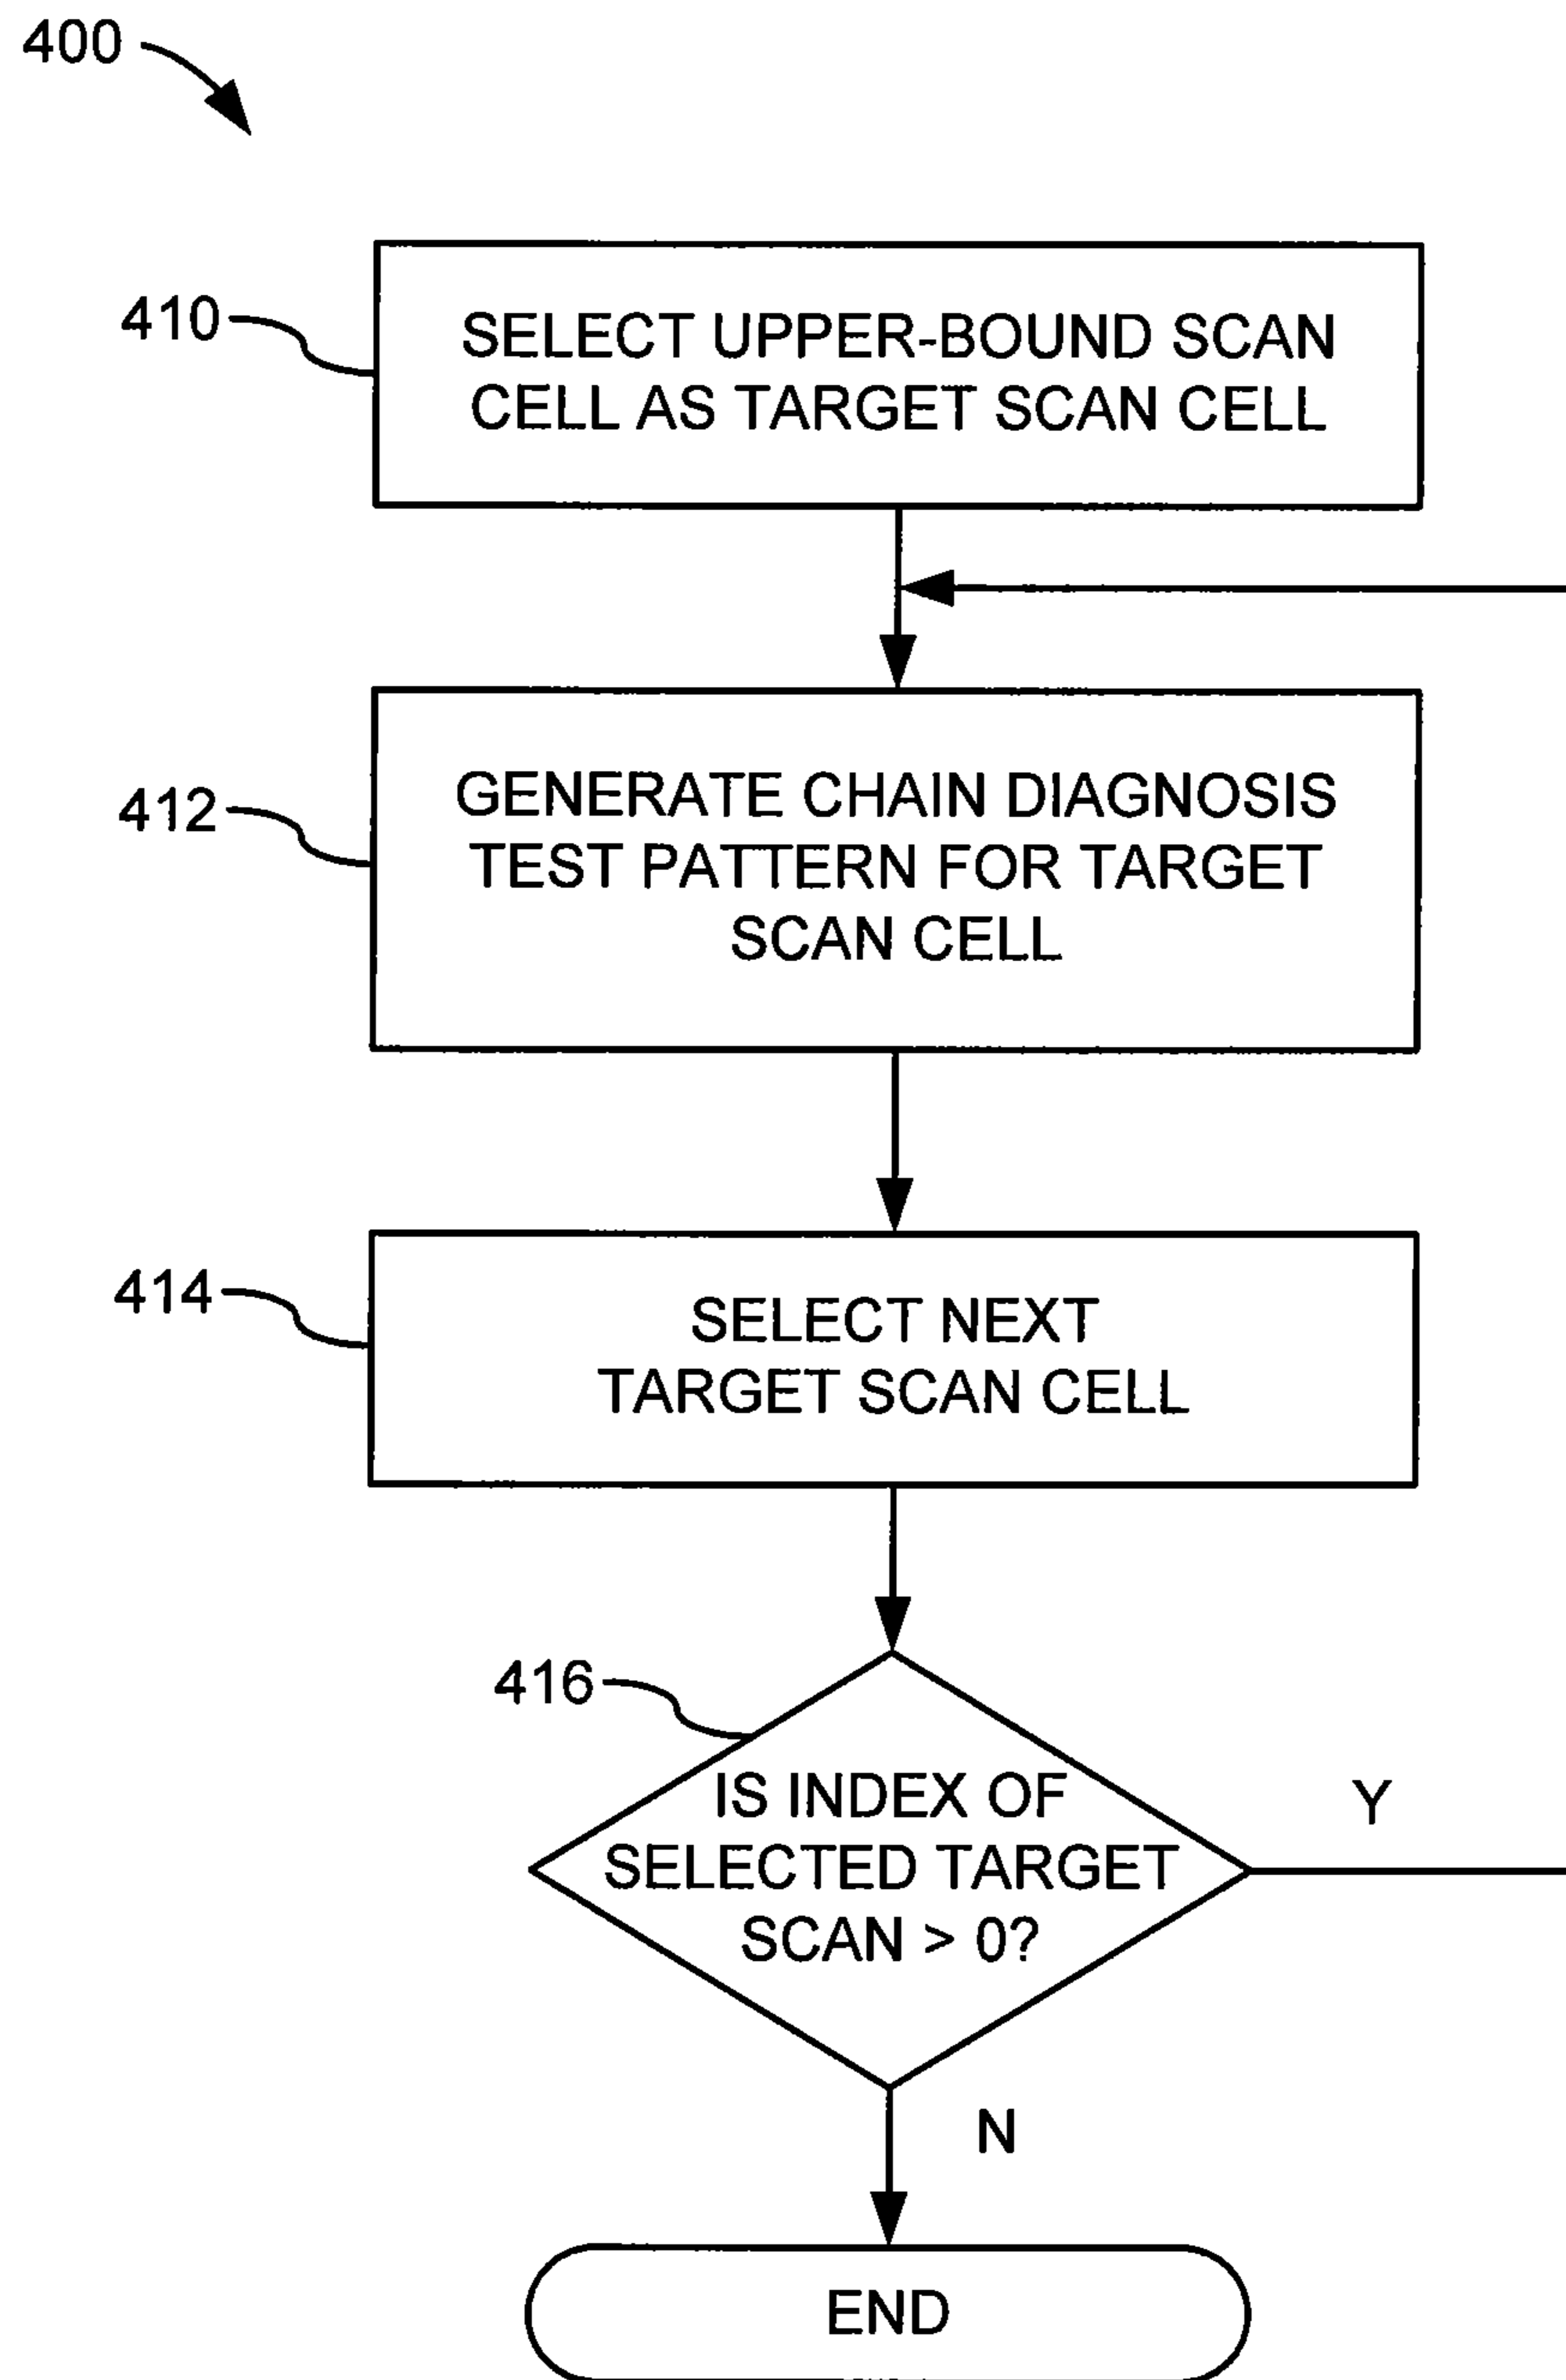 400
410
SELECT UPPER-BOUND SCAN
CELL AS TARGET SCAN CELL
412
GENERATE CHAIN DIAGNOSIS
TEST PATTERN FOR TARGET
SCAN CELL
414
SELECT NEXT
TARGET SCAN CELL
416
IS INDEX OF
SELECTED TARGET
SCAN > 0?
Y
N
END